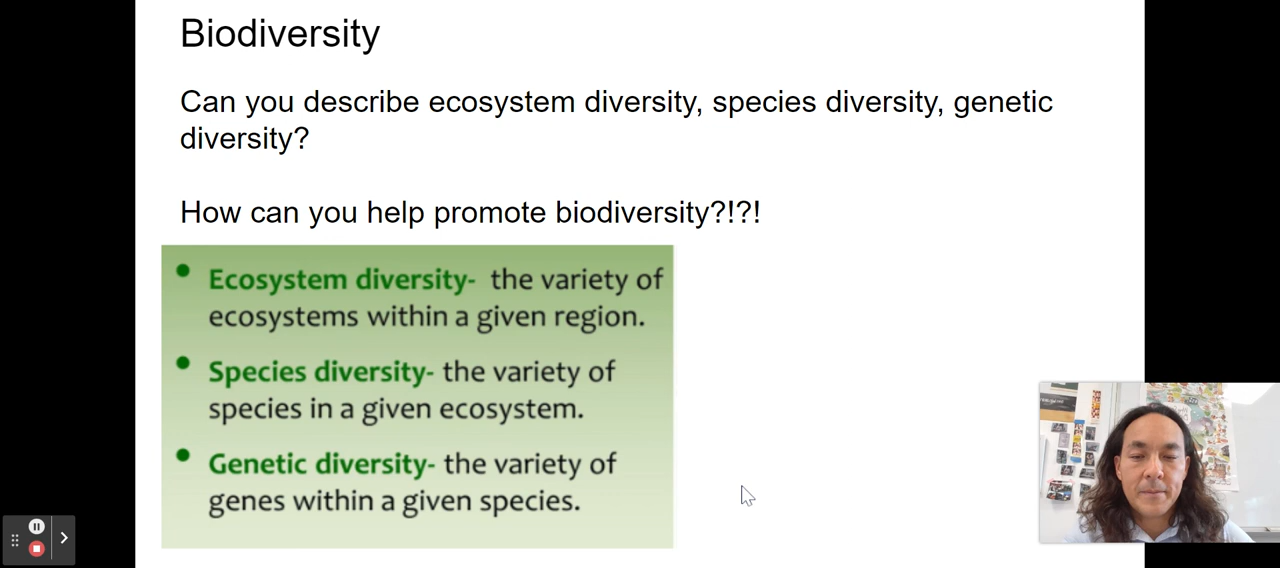 Biodiversity
Can you describe ecosystem diversity, species diversity, genetic
diversity?
How can you help promote biodiversity?!?!
• Ecosystem diversity- the variety of
ecosystems within a given region.
• Species diversity- the variety of
species in a given ecosystem.
• Genetic diversity- the variety of
genes within a given species.